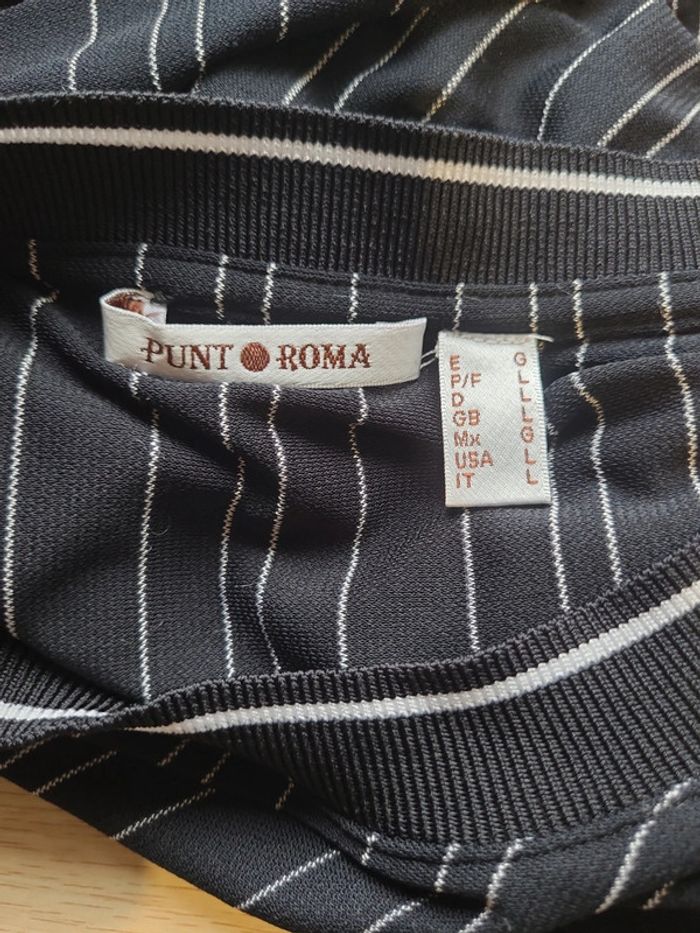 PUNT ROMA
E G
P/F L
D L
GB L
Mx G
USA L
IT L